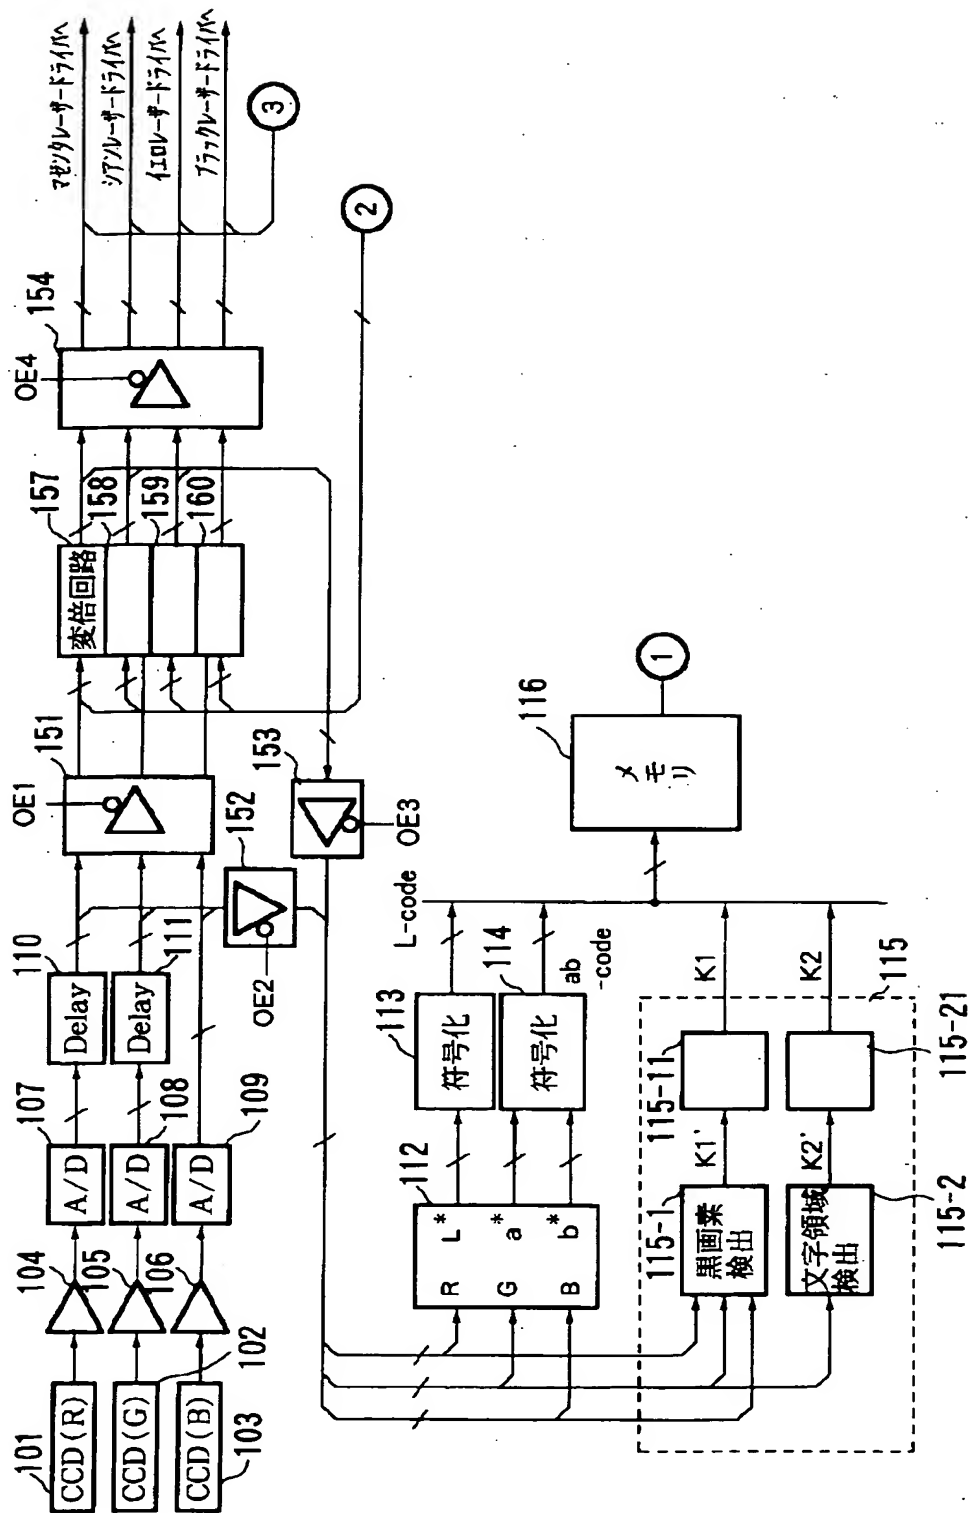 101
CCD(R)
CCD(G)
CCD(B)
102
103
104
105
106
107
A/D
A/D
A/D
108
109
110
Delay
Delay
111
OE1
151
152
OE2
153
OE3
157
変倍回路
158
159
160
OE4
154
マゼンタレーザードライバへ
シアンレーザードライバへ
イエロレーザードライバへ
ブラックレーザードライバへ
3
2
112
R L*
G a*
B b*
113
符号化
114
符号化
L-code
ab
-code
116
メモリ
1
115-1
黒画素
検出
K1'
115-11
K1
文字領域
検出
115-2
K2'
115-21
K2
115